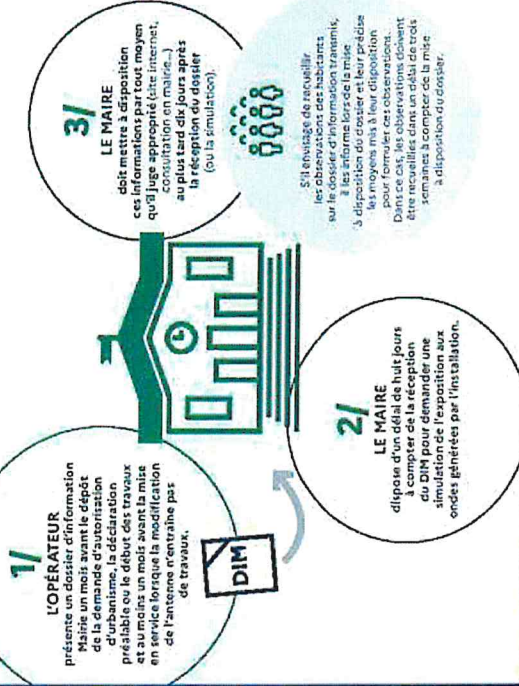 1/
L'OPÉRATEUR
présente un dossier d'information
Mairie un mois avant le dépôt
de la demande d'autorisation
d'urbanisme, la déclaration
préalable ou le début des travaux
et au moins un mois avant la mise
en service lorsque la modification
de l'antenne n'entraîne pas
de travaux.
DIM
2/
LE MAIRE
dispose d'un délai de huit jours
à compter de la réception
du DIM pour demander une
simulation de l'exposition aux
ondes générées par l'installation.
3/
LE MAIRE
doit mettre à disposition
ces informations par tout moyen
qu'il juge approprié (site internet,
consultation en mairie...)
au plus tard dix jours après
la réception du dossier
(ou la simulation).
S'il envisage de recueillir
les observations des habitants
sur le dossier d'information transmis,
il les informe lors de la mise
à disposition du dossier et leur précise
les moyens mis à leur disposition
pour formuler ces observations.
Dans ce cas, les observations doivent
être recueillies dans un délai de trois
semaines à compter de la mise
à disposition du dossier.